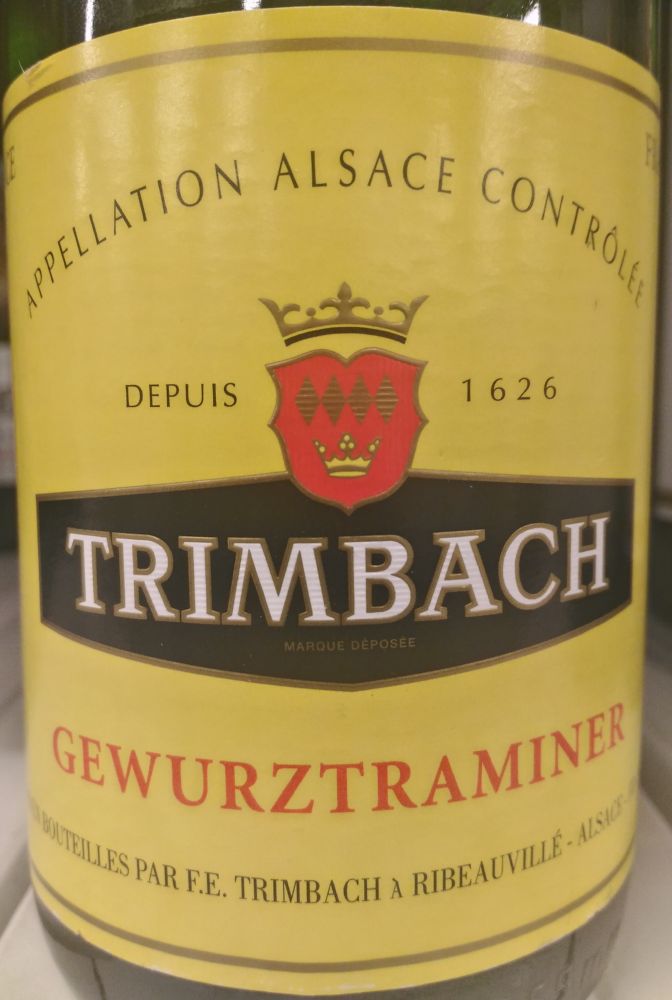 APPELLATION ALSACE CONTRÔLÉE
DEPUIS 1626
TRIMBACH
MARQUE DÉPOSÉE
GEWURZTRAMINER
BOUTEILLES PAR F.E. TRIMBACH À RIBEAUVILLÉ - ALSACE -